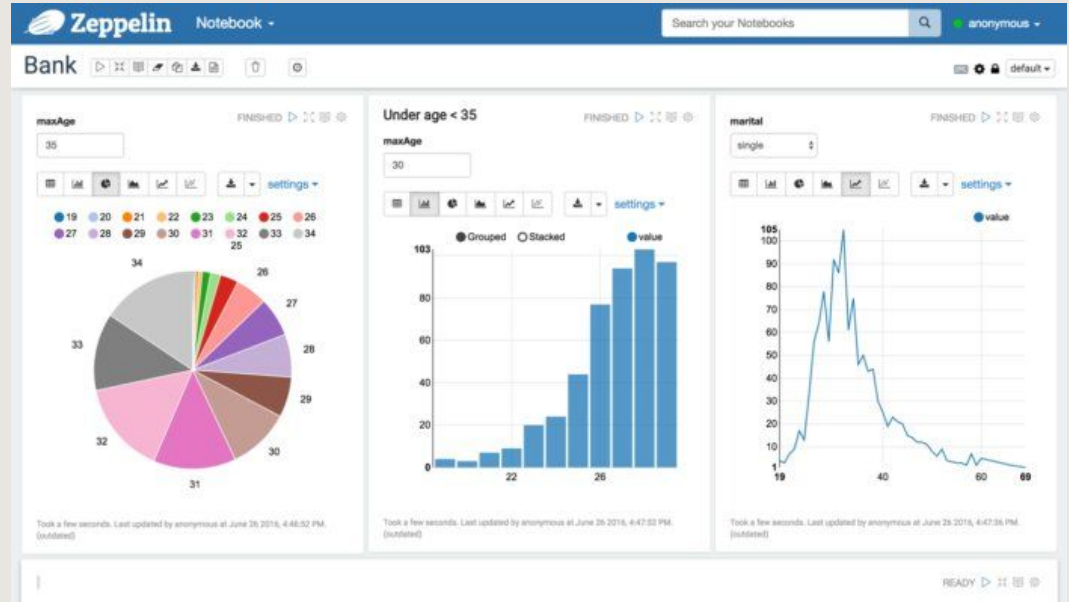 Zeppelin Notebook Search your Notebooks anonymous
Bank default
maxAge FINISHED
35
settings
19 20 21 22 23 24 25 26
27 28 29 30 31 32 33 34
25
34 26
27
33 28
29
32 30
31
Took a few seconds. Last updated by anonymous at June 26 2016, 4:46:52 PM.
(outdated)
Under age < 35 FINISHED
maxAge
30
settings
Grouped Stacked value
103
80
60
40
20
0
22 26
Took a few seconds. Last updated by anonymous at June 26 2016, 4:47:52 PM.
(outdated)
marital FINISHED
single
settings
value
105
100
90
80
70
60
50
40
30
20
10
1
19 40 60 69
Took a few seconds. Last updated by anonymous at June 26 2016, 4:47:36 PM.
(outdated)
READY